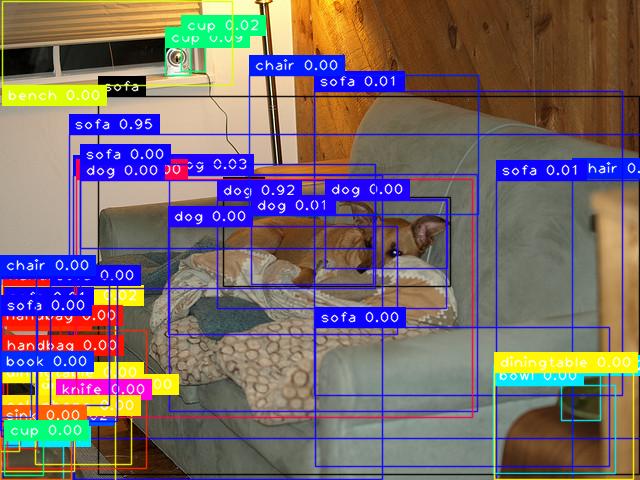 cup 0.02
cup 0.09
chair 0.00
sofa 0.01
bench 0.00
sofa
sofa 0.95
sofa 0.00
dog 0.03
dog 0.00
sofa 0.01
hair 0.
dog 0.92
dog 0.00
dog 0.01
dog 0.00
chair 0.00
0.00
0.02
sofa 0.00
handbag 0.00
sofa 0.00
handbag 0.00
book 0.00
diningtable 0.00
bowl 0.00
knife 0.00
sink 0.00
cup 0.00